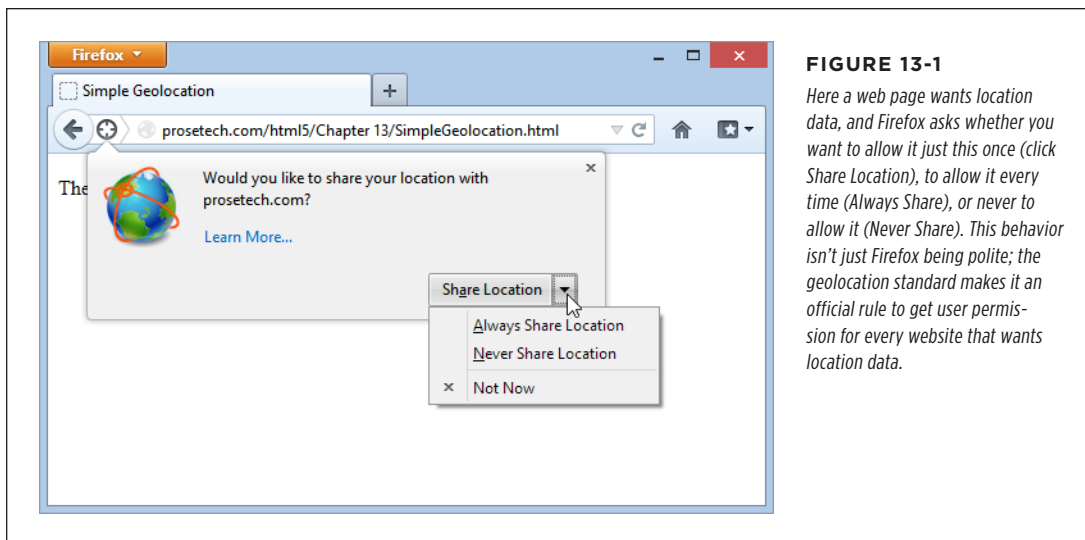 Firefox
Simple Geolocation
prosetech.com/html5/Chapter 13/SimpleGeolocation.html
The
Would you like to share your location with
prosetech.com?
Learn More...
Share Location
Always Share Location
Never Share Location
Not Now
FIGURE 13-1
Here a web page wants location
data, and Firefox asks whether you
want to allow it just this once (click
Share Location), to allow it every
time (Always Share), or never to
allow it (Never Share). This behavior
isn't just Firefox being polite; the
geolocation standard makes it an
official rule to get user permis-
sion for every website that wants
location data.